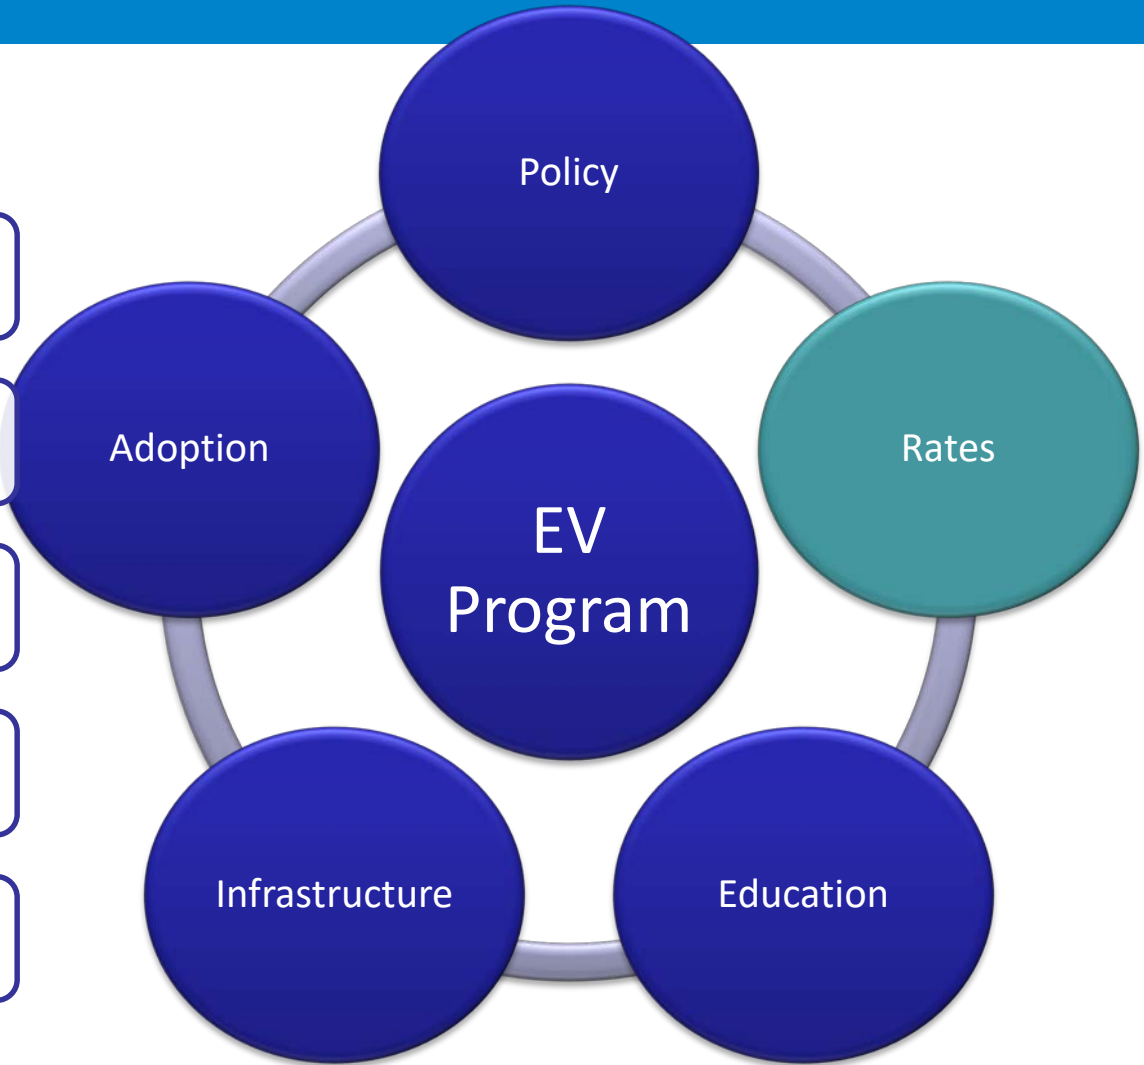 Policy
Adoption
Rates
EV
Program
Infrastructure
Education